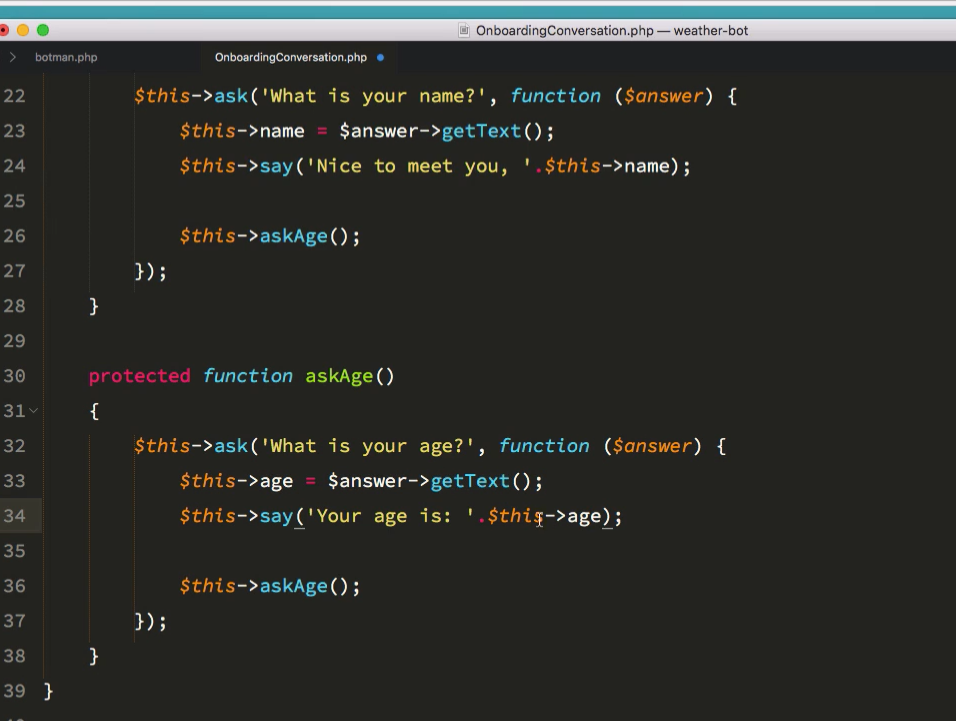 OnboardingConversation.php — weather-bot
botman.php OnboardingConversation.php
22 $this->ask('What is your name?', function ($answer) {
23 $this->name = $answer->getText();
24 $this->say('Nice to meet you, '.$this->name);
25
26 $this->askAge();
27 });
28 }
29
30 protected function askAge()
31 {
32 $this->ask('What is your age?', function ($answer) {
33 $this->age = $answer->getText();
34 $this->say('Your age is: '.$this->age);
35
36 $this->askAge();
37 });
38 }
39 }